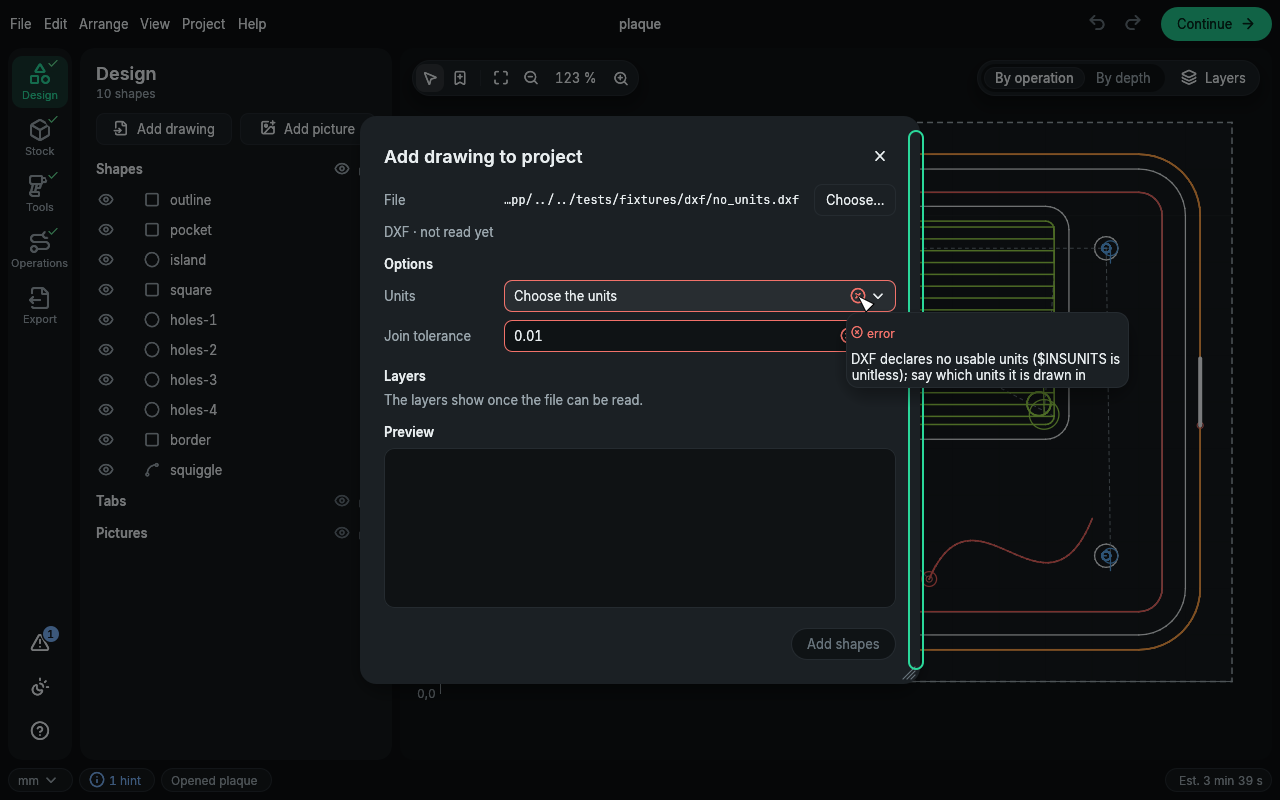 File Edit Arrange View Project Help
plaque
Continue
Design
Stock
Tools
Operations
Export
1
Design
10 shapes
Add drawing
Add picture
Shapes
outline
pocket
island
square
holes-1
holes-2
holes-3
holes-4
border
squiggle
Tabs
Pictures
123 %
By operation
By depth
Layers
Add drawing to project
File
…pp/../../tests/fixtures/dxf/no_units.dxf
Choose...
DXF · not read yet
Options
Units
Choose the units
Join tolerance
0.01
error
DXF declares no usable units ($INSUNITS is
unitless); say which units it is drawn in
Layers
The layers show once the file can be read.
Preview
Add shapes
0,0
mm
1 hint
Opened plaque
Est. 3 min 39 s